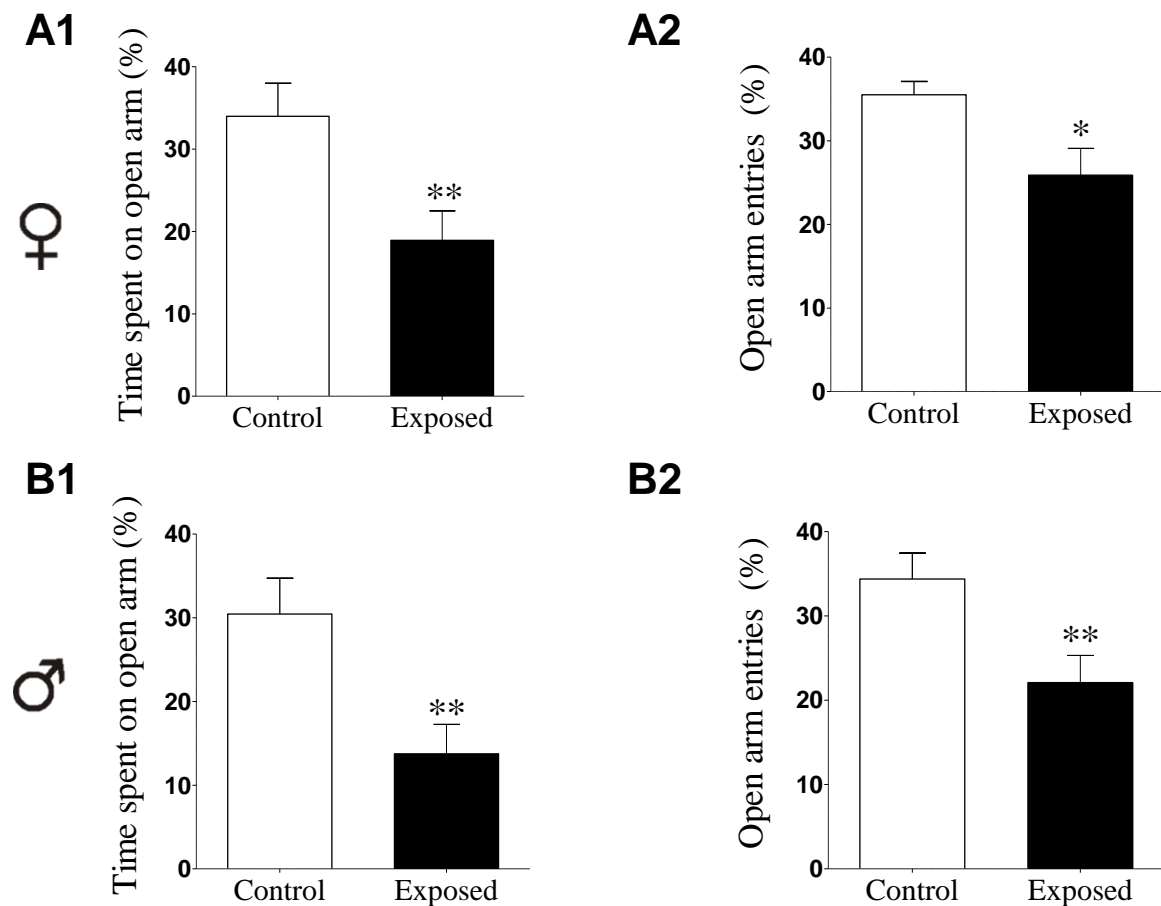 A1
Time spent on open arm (%)
40
30
20
10
0
**
Control
Exposed
A2
Open arm entries (%)
40
30
20
10
0
*
Control
Exposed
♀
B1
Time spent on open arm (%)
40
30
20
10
0
**
Control
Exposed
B2
Open arm entries (%)
40
30
20
10
0
**
Control
Exposed
♂